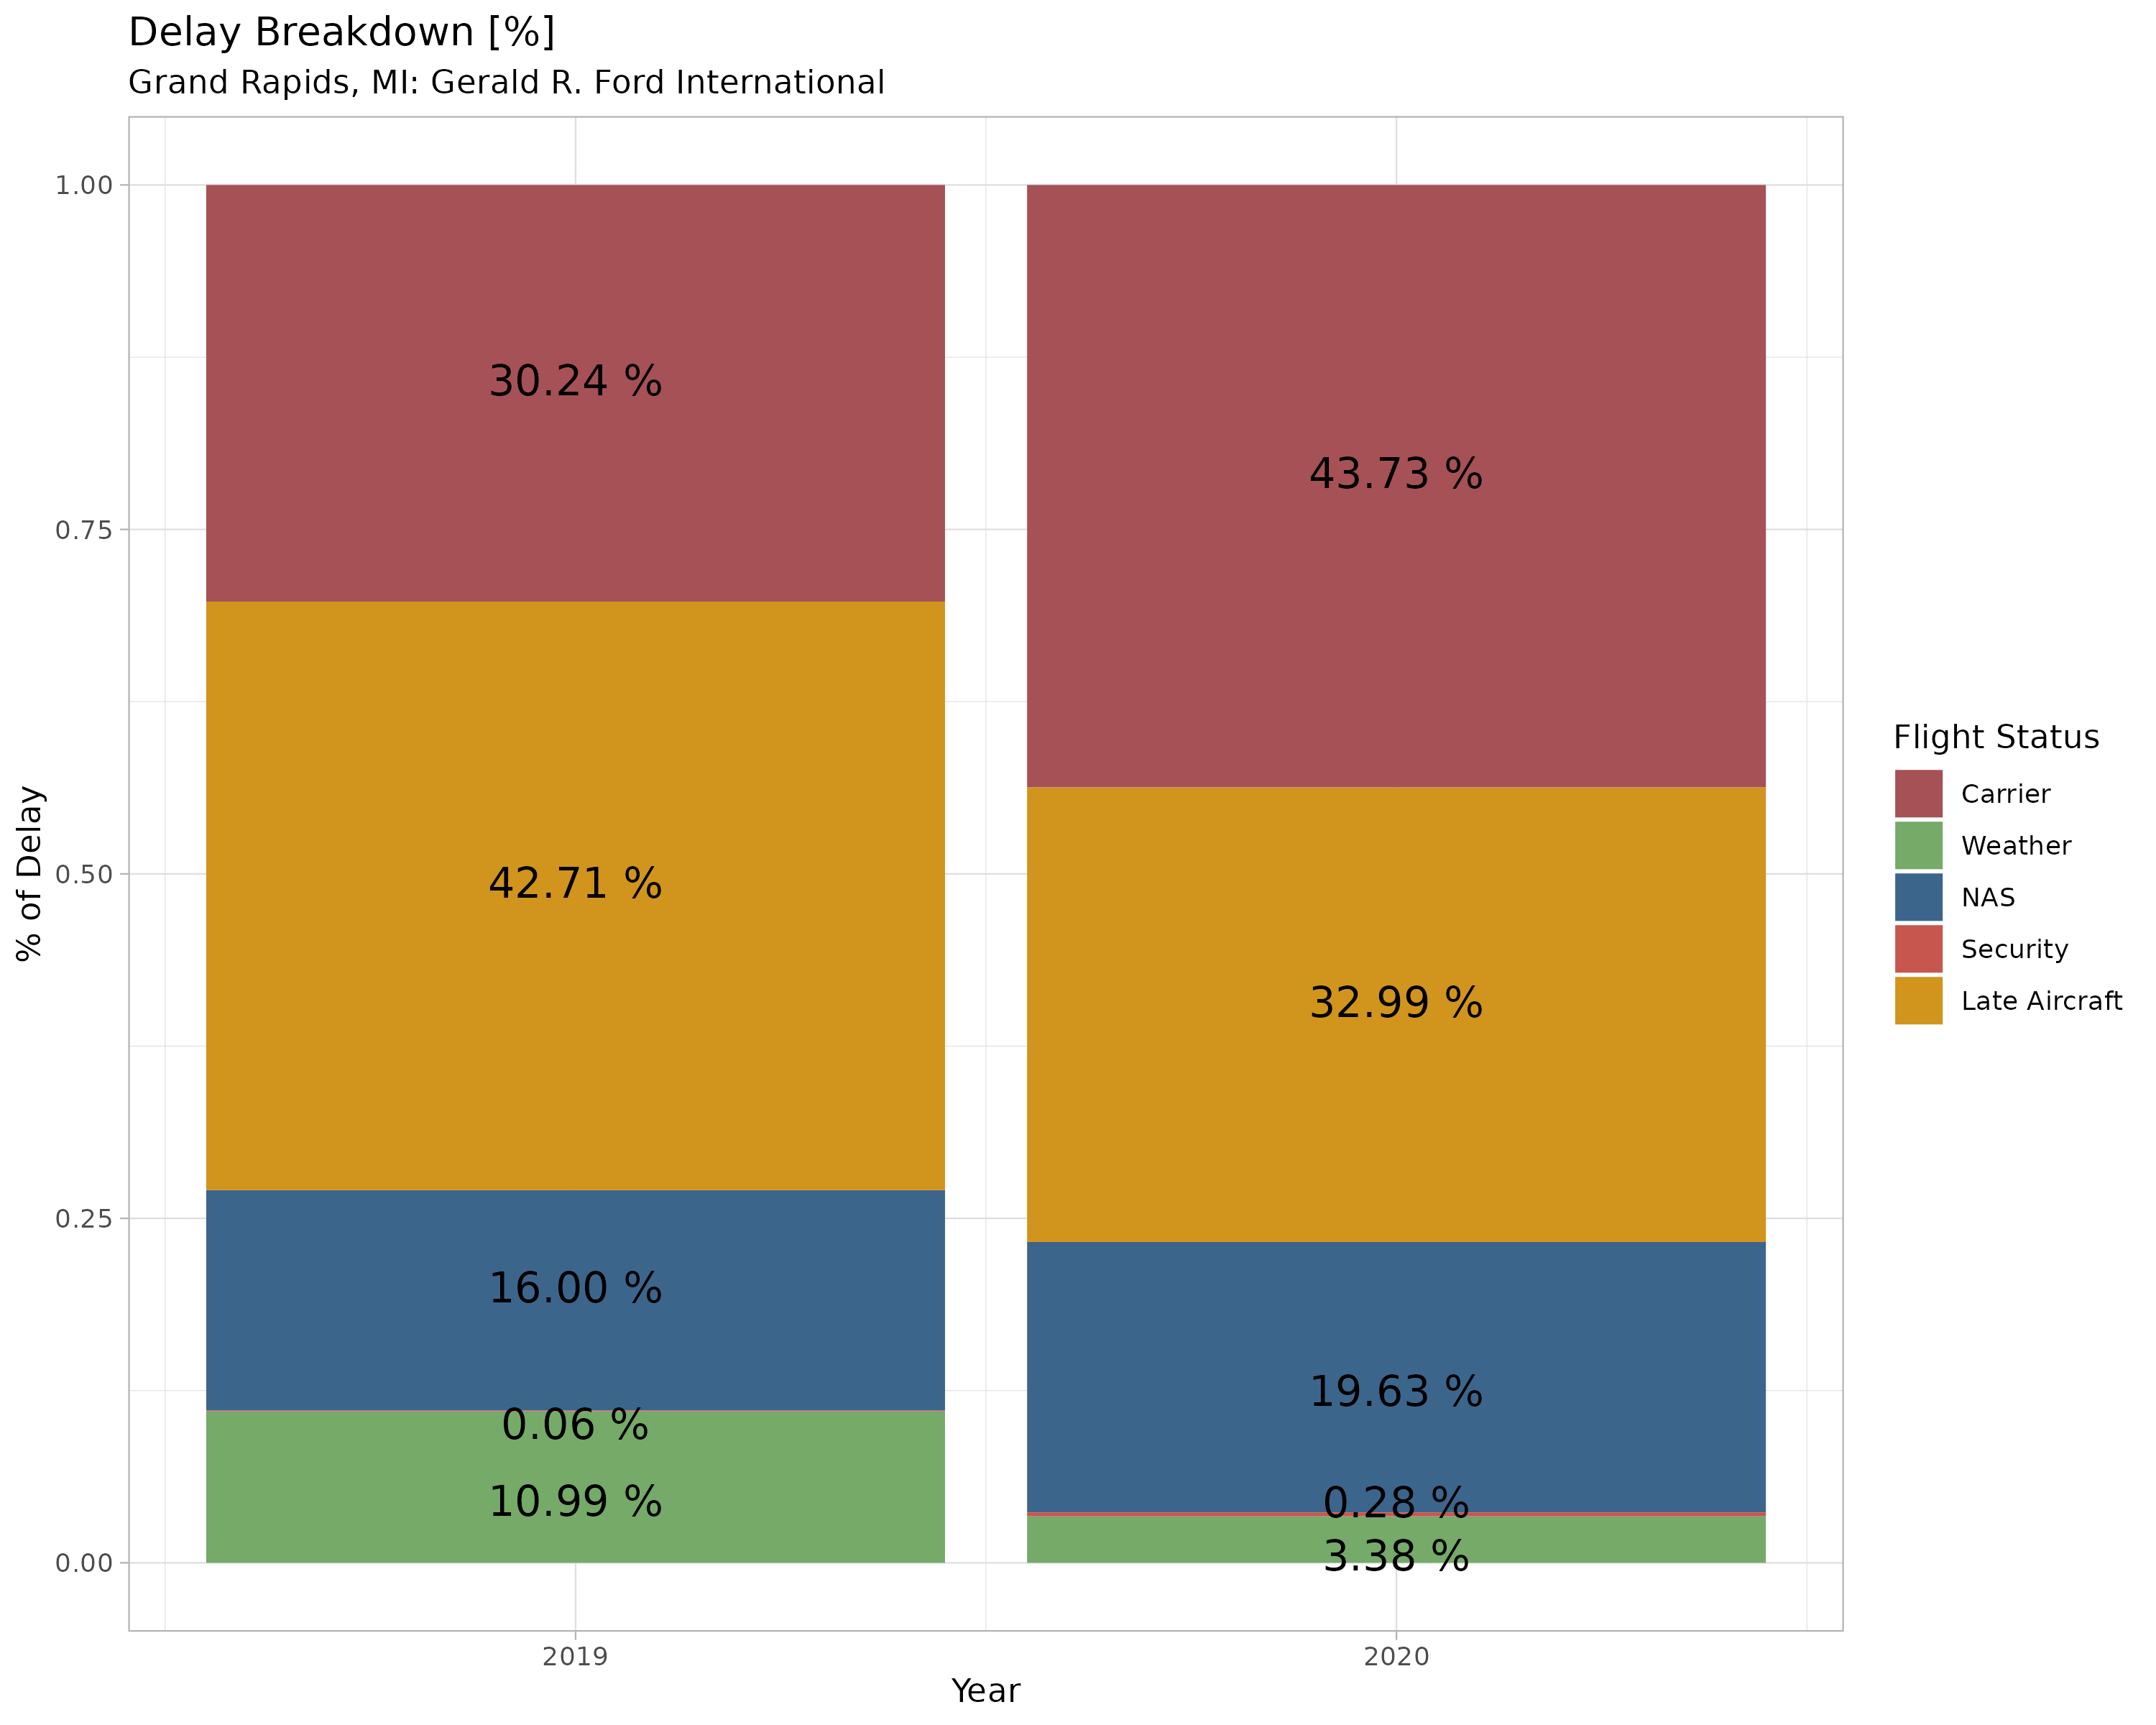 Delay Breakdown [%]
Grand Rapids, MI: Gerald R. Ford International
% of Delay
1.00
0.75
0.50
0.25
0.00
30.24 %
42.71 %
16.00 %
0.06 %
10.99 %
43.73 %
32.99 %
19.63 %
0.28 %
3.38 %
2019
2020
Year
Flight Status
Carrier
Weather
NAS
Security
Late Aircraft